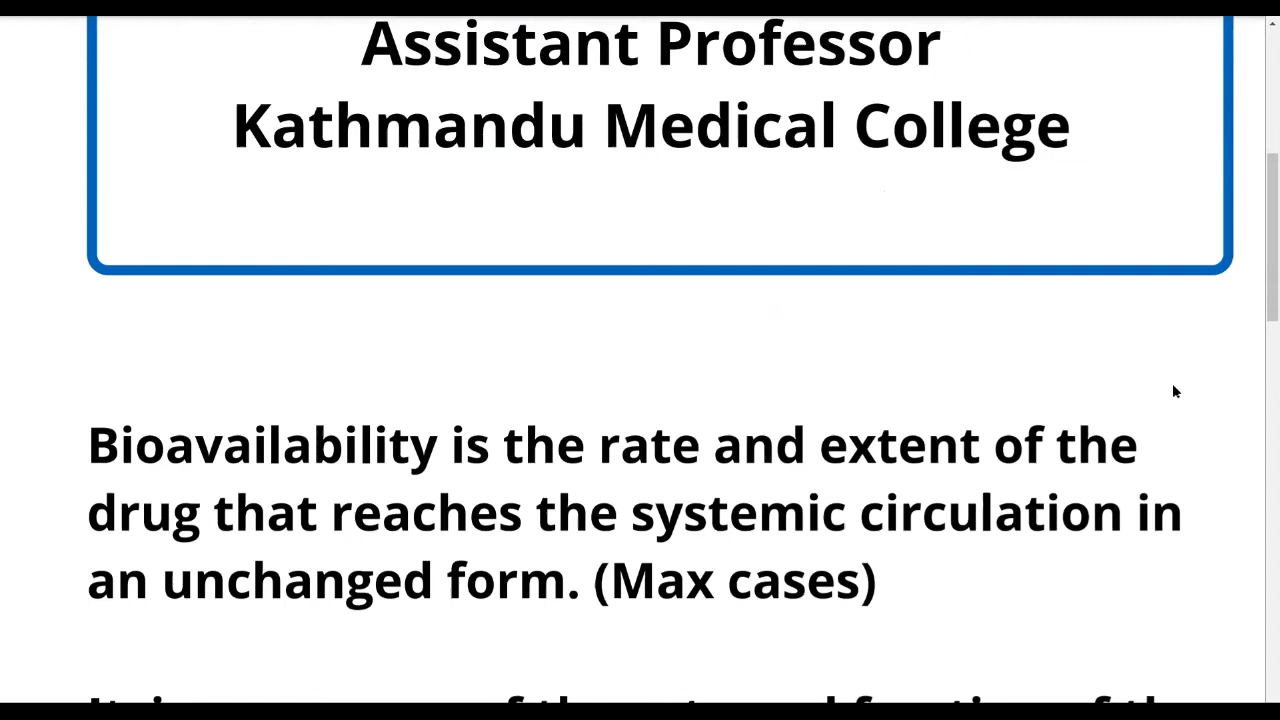 Assistant Professor
Kathmandu Medical College
Bioavailability is the rate and extent of the
drug that reaches the systemic circulation in
an unchanged form. (Max cases)